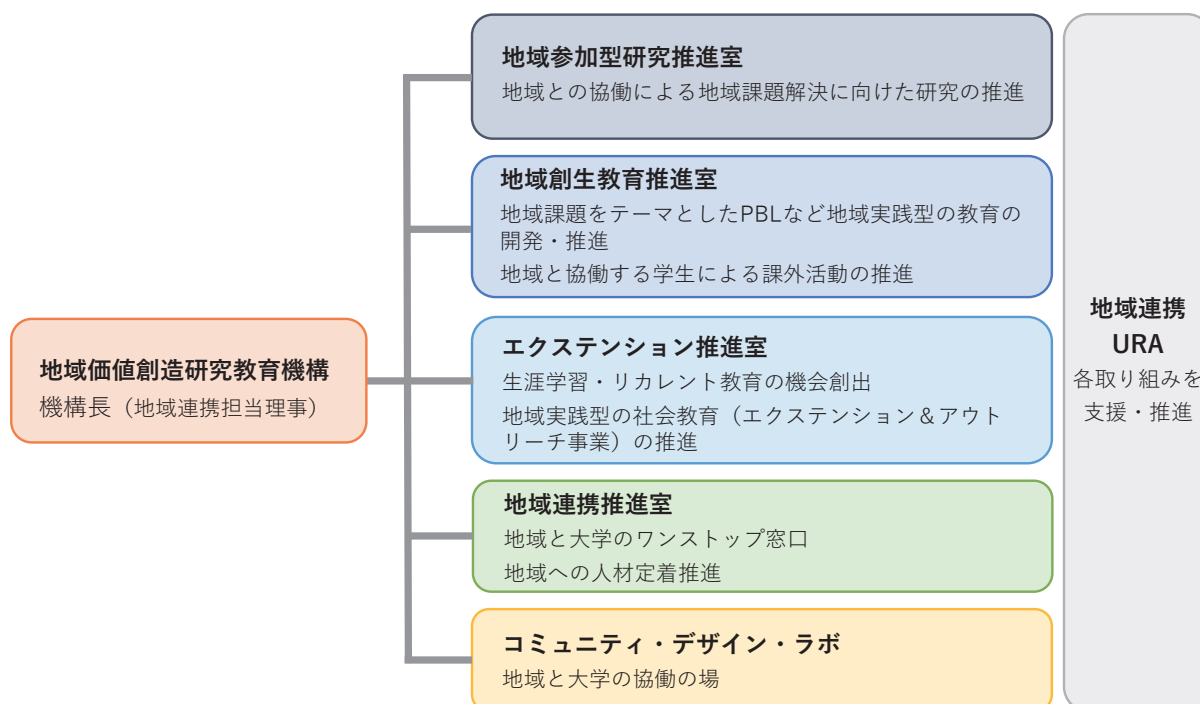 地域参加型研究推進室
地域との協働による地域課題解決に向けた研究の推進
地域創生教育推進室
地域課題をテーマとしたPBLなど地域実践型の教育の
開発・推進
地域と協働する学生による課外活動の推進
地域価値創造研究教育機構
機構長（地域連携担当理事）
エクステンション推進室
生涯学習・リカレント教育の機会創出
地域実践型の社会教育（エクステンション＆アウト
リーチ事業）の推進
地域連携推進室
地域と大学のワンストップ窓口
地域への人材定着推進
コミュニティ・デザイン・ラボ
地域と大学の協働の場
地域連携
URA
各取り組みを
支援・推進